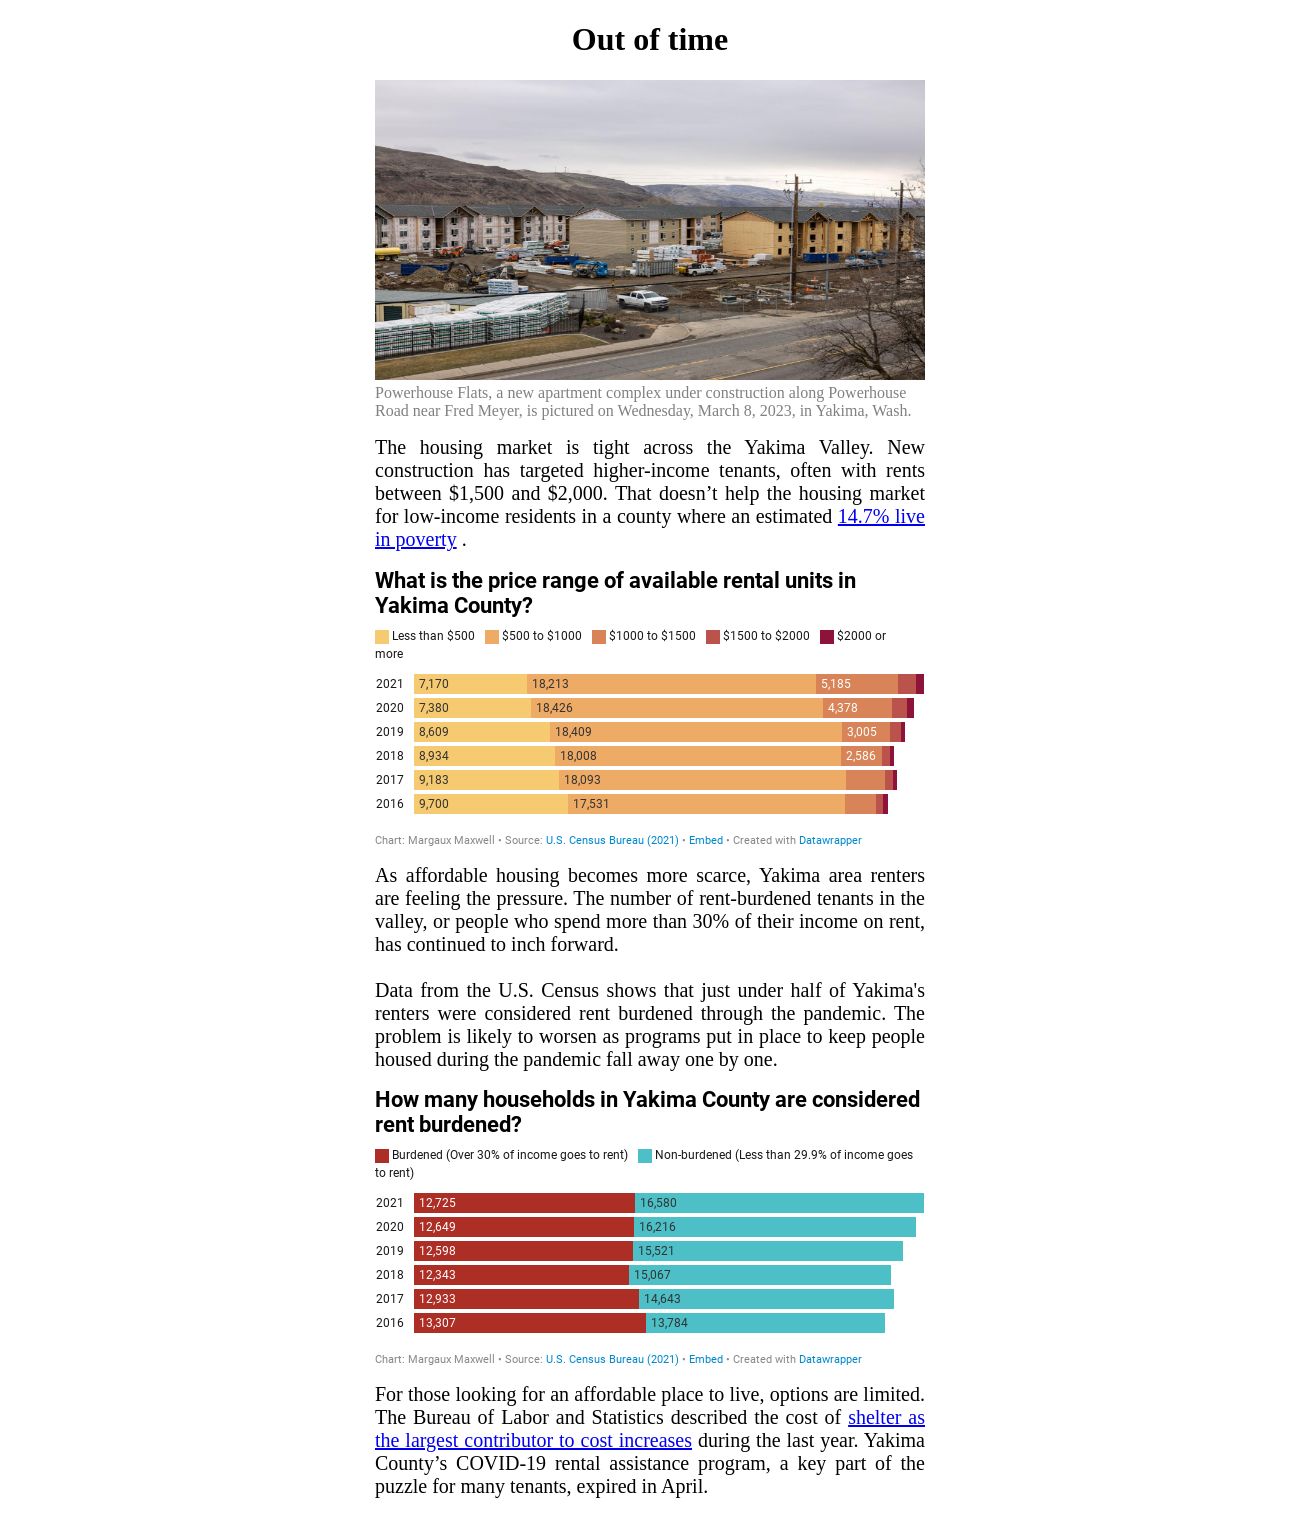 Out of time
Powerhouse Flats, a new apartment complex under construction along Powerhouse
Road near Fred Meyer, is pictured on Wednesday, March 8, 2023, in Yakima, Wash.
The housing market is tight across the Yakima Valley. New
construction has targeted higher-income tenants, often with rents
between $1,500 and $2,000. That doesn’t help the housing market
for low-income residents in a county where an estimated 14.7% live
in poverty .
What is the price range of available rental units in
Yakima County?
Less than $500 $500 to $1000 $1000 to $1500 $1500 to $2000 $2000 or
more
2021 7,170 18,213 5,185
2020 7,380 18,426 4,378
2019 8,609 18,409 3,005
2018 8,934 18,008 2,586
2017 9,183 18,093
2016 9,700 17,531
Chart: Margaux Maxwell • Source: U.S. Census Bureau (2021) • Embed • Created with Datawrapper
As affordable housing becomes more scarce, Yakima area renters
are feeling the pressure. The number of rent-burdened tenants in the
valley, or people who spend more than 30% of their income on rent,
has continued to inch forward.
Data from the U.S. Census shows that just under half of Yakima's
renters were considered rent burdened through the pandemic. The
problem is likely to worsen as programs put in place to keep people
housed during the pandemic fall away one by one.
How many households in Yakima County are considered
rent burdened?
Burdened (Over 30% of income goes to rent) Non-burdened (Less than 29.9% of income goes
to rent)
2021 12,725 16,580
2020 12,649 16,216
2019 12,598 15,521
2018 12,343 15,067
2017 12,933 14,643
2016 13,307 13,784
Chart: Margaux Maxwell • Source: U.S. Census Bureau (2021) • Embed • Created with Datawrapper
For those looking for an affordable place to live, options are limited.
The Bureau of Labor and Statistics described the cost of shelter as
the largest contributor to cost increases during the last year. Yakima
County’s COVID-19 rental assistance program, a key part of the
puzzle for many tenants, expired in April.